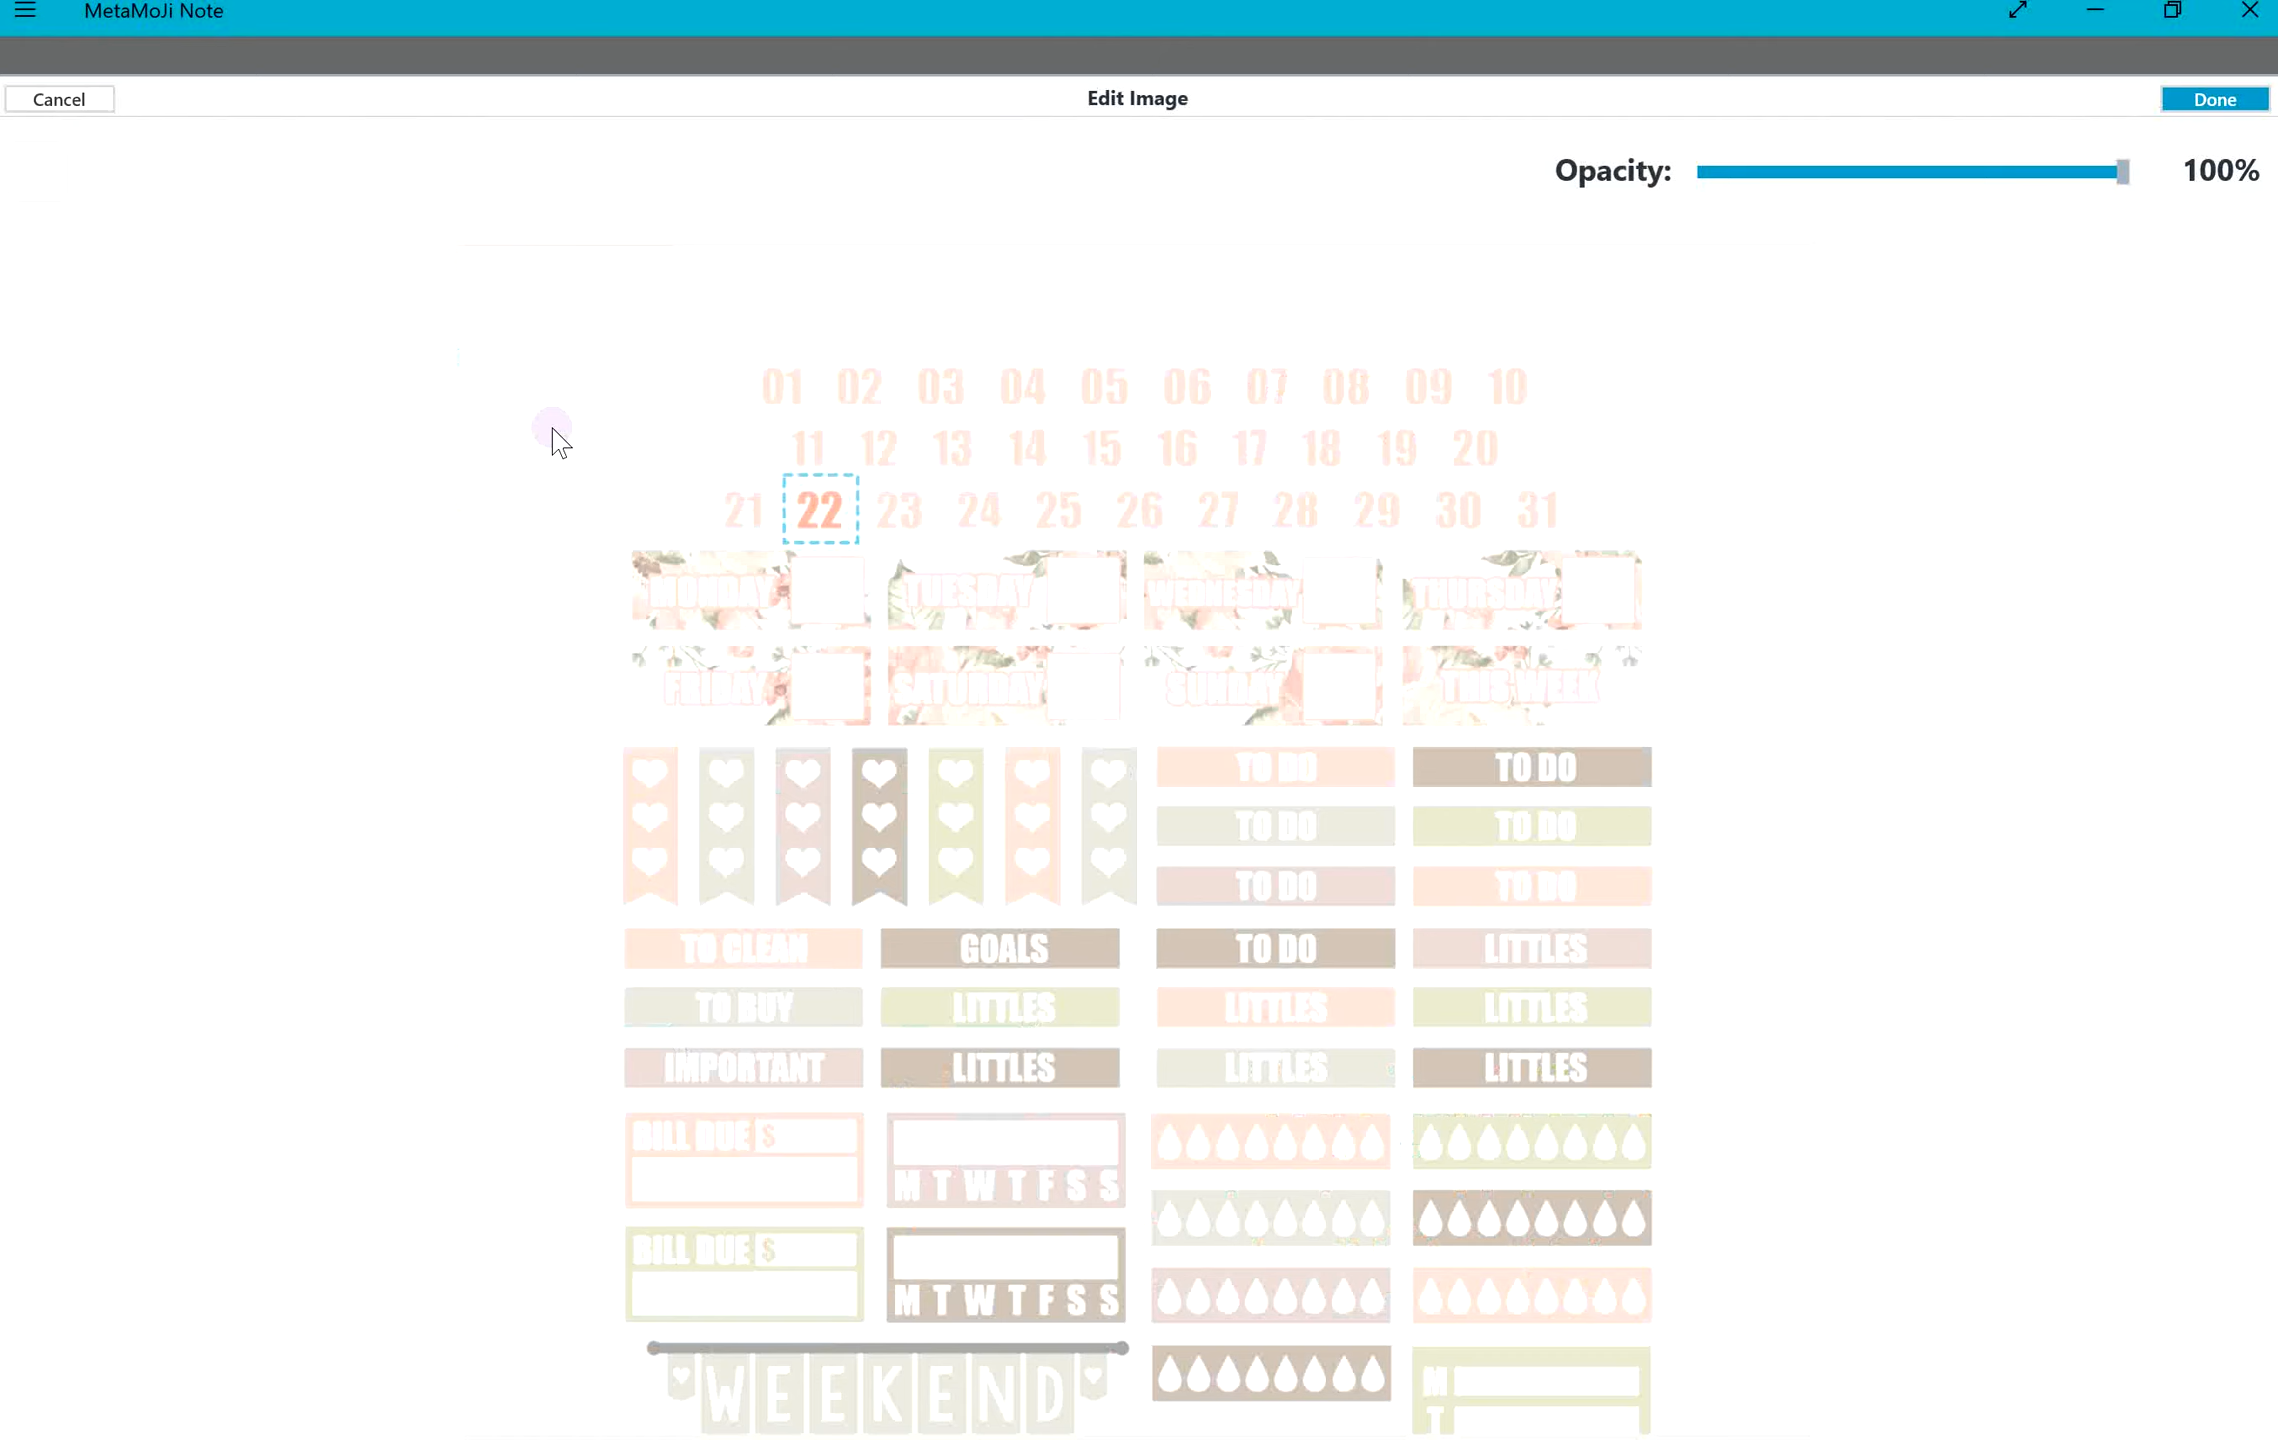 MetaMoJi Note
Cancel
Edit Image
Done
Opacity:
100%
01 02 03 04 05 06 07 08 09 10
11 12 13 14 15 16 17 18 19 20
21 22 23 24 25 26 27 28 29 30 31
MONDAY TUESDAY WEDNESDAY THURSDAY
FRIDAY SATURDAY SUNDAY THIS WEEK
TO DO TO DO
TO DO TO DO
TO DO TO DO
TO CLEAN GOALS TO DO LITTLES
TO BUY LITTLES LITTLES LITTLES
IMPORTANT LITTLES LITTLES LITTLES
BILL DUE $
M T W T F S S
BILL DUE $
M T W T F S S
WEEKEND
M
T